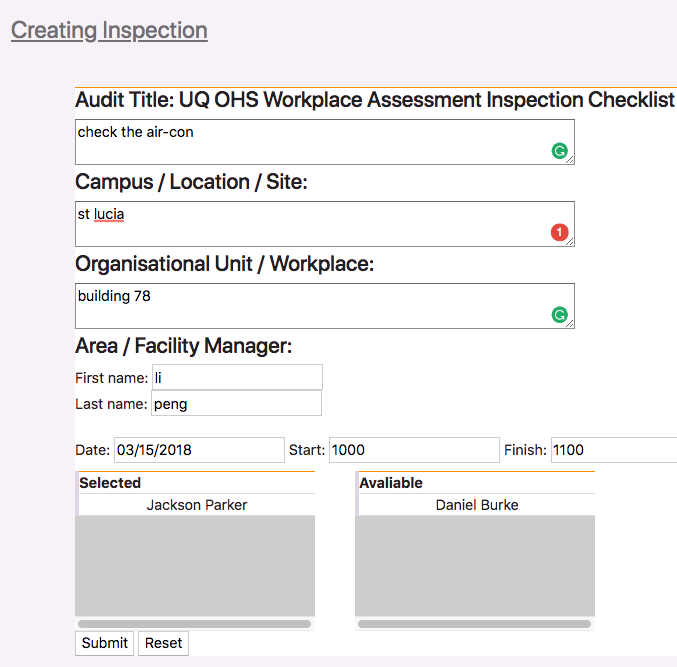 Creating Inspection
Audit Title: UQ OHS Workplace Assessment Inspection Checklist
check the air-con
Campus / Location / Site:
st lucia
1
Organisational Unit / Workplace:
building 78
Area / Facility Manager:
First name: li
Last name: peng
Date: 03/15/2018 Start: 1000 Finish: 1100
Selected Avaliable
Jackson Parker Daniel Burke
Submit Reset